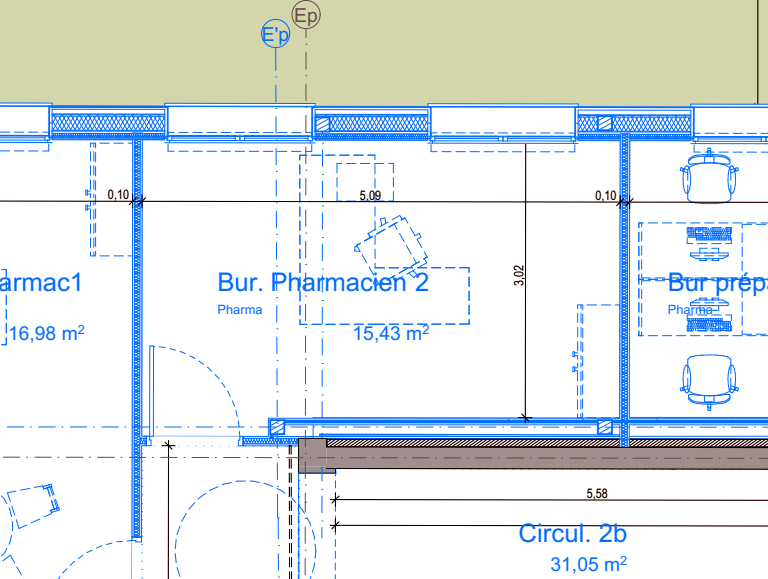 Ep
E'p
0,10
5,09
0,10
3,02
armac1
Bur. Pharmacien 2
Bur prépa
Pharma
Pharma
16,98 m²
15,43 m²
5,58
Circul. 2b
31,05 m²